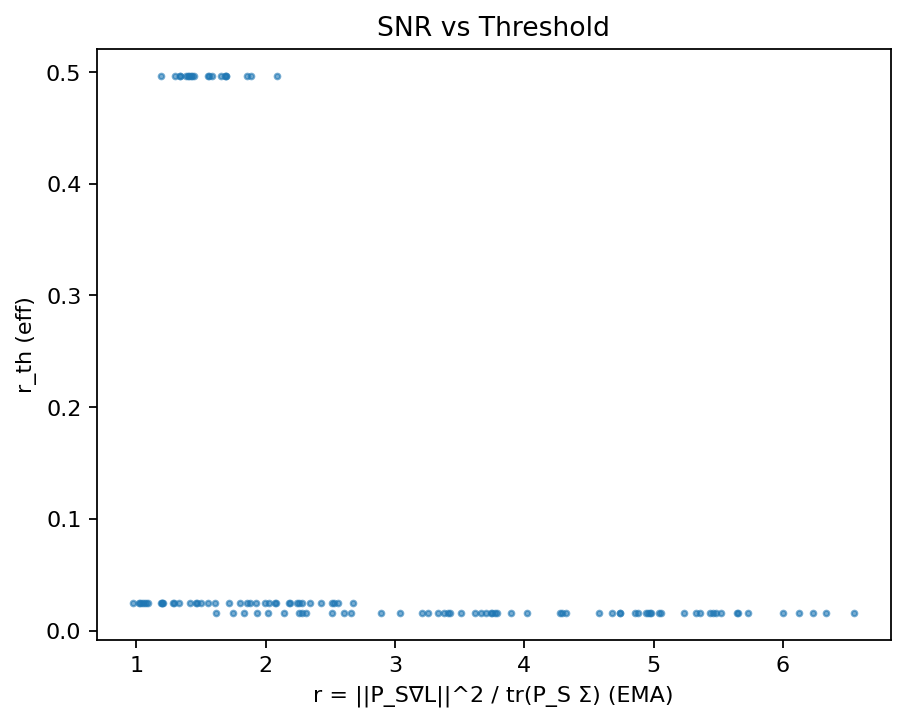 SNR vs Threshold
0.5
0.4
0.3
0.2
0.1
0.0
r_th (eff)
1 2 3 4 5 6
r = ||P_S∇L||^2 / tr(P_S Σ) (EMA)